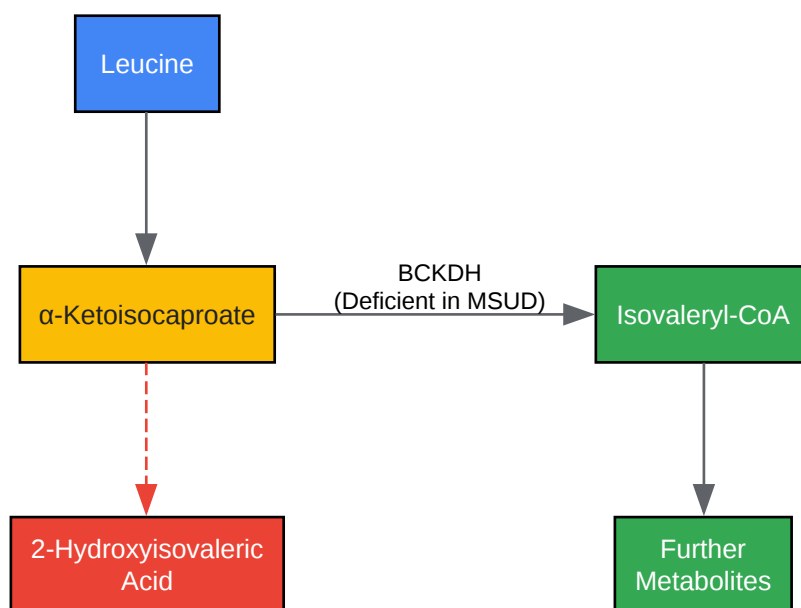 Leucine
BCKDH
(Deficient in MSUD)
α-Ketoisocaproate
Isovaleryl-CoA
2-Hydroxyisovaleric
Acid
Further
Metabolites